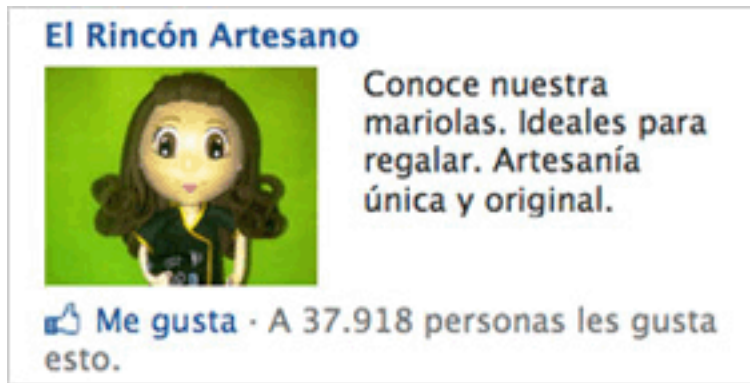 El Rincón Artesano
Conoce nuestra
mariolas. Ideales para
regalar. Artesanía
única y original.
Me gusta · A 37.918 personas les gusta
esto.